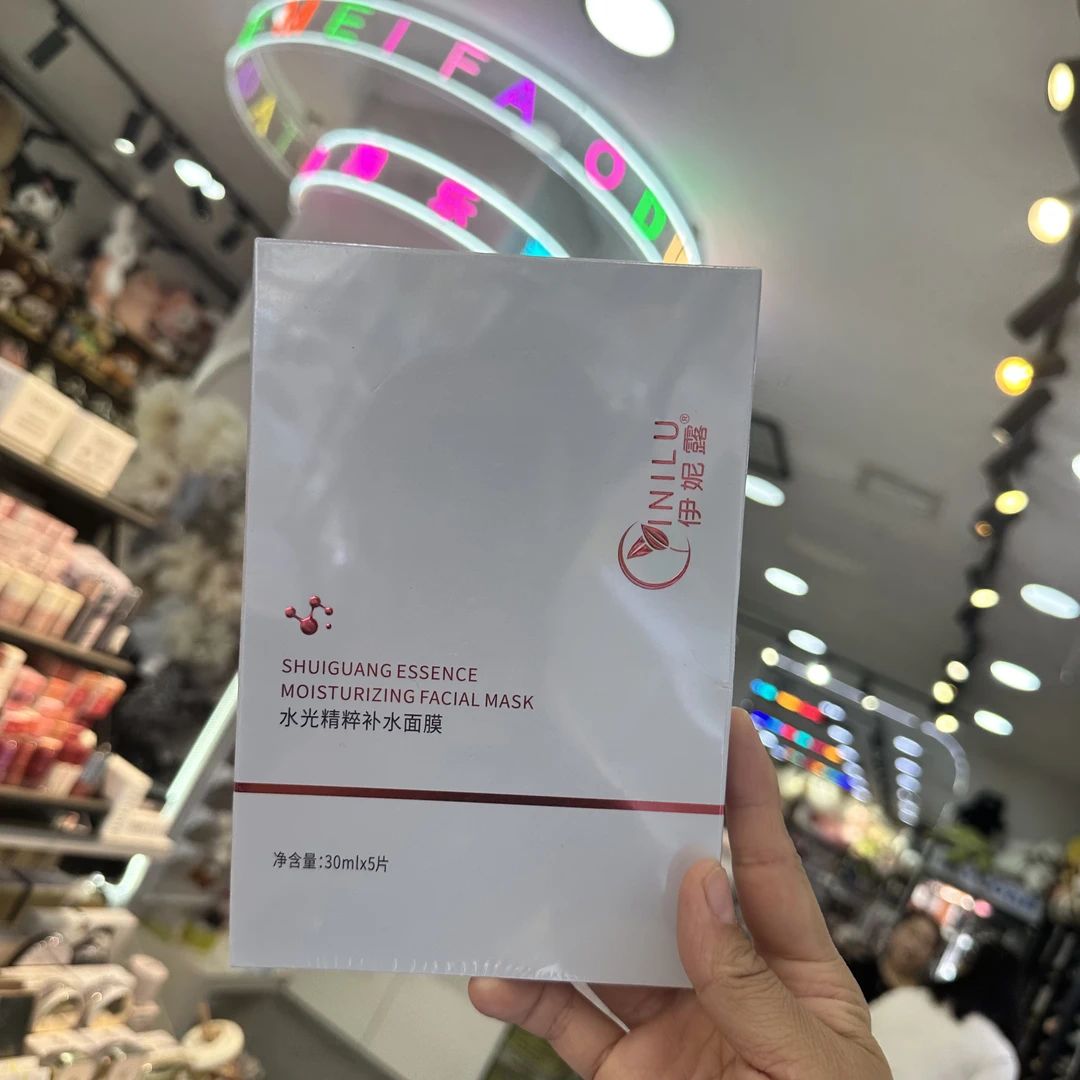 INILU®
伊妮露
SHUIGUANG ESSENCE
MOISTURIZING FACIAL MASK
水光精粹补水面膜
净含量:30mlx5片